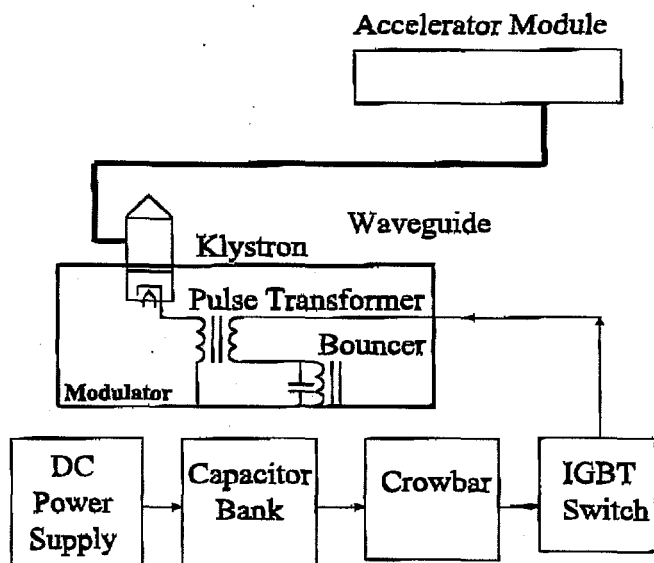 Accelerator Module
Waveguide
Klystron
Pulse Transformer
Bouncer
Modulator
DC
Power
Supply
Capacitor
Bank
Crowbar
IGBT
Switch